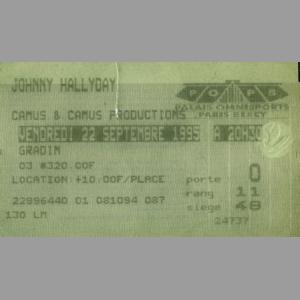 JOHNNY HALLYDAY
POPB
PALAIS OMNISPORTS
PARIS BERCY
CAMUS & CAMUS PRODUCTIONS
VENDREDI 22 SEPTEMBRE 1995 A 20H30
GRADIN
03 #320.00F
LOCATION +10.00F/PLACE
porte 0
rang 11
siege 48
22896440 01 081094 087
130 LM
24737